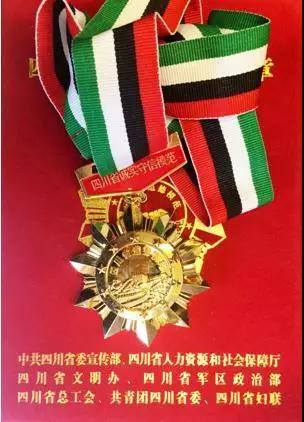 四川省诚实守信模范
中共四川省委宣传部、四川省人力资源和社会保障厅
四川省文明办、四川省军区政治部
四川省总工会、共青团四川省委、四川省妇联